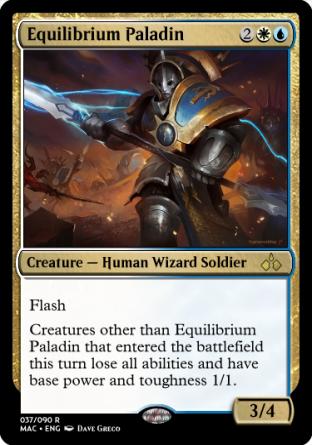 Equilibrium Paladin 2
Creature — Human Wizard Soldier
Flash
Creatures other than Equilibrium
Paladin that entered the battlefield
this turn lose all abilities and have
base power and toughness 1/1.
037/090 R
MAC • ENG Dave Greco
3/4